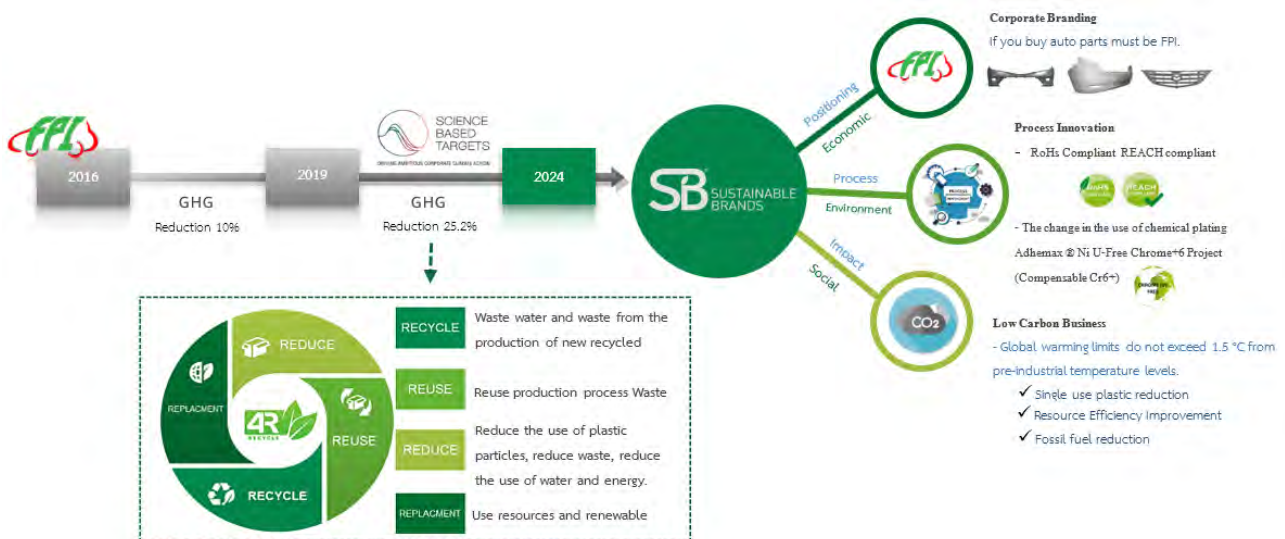 FPI
2016
GHG
Reduction 10%
2019
SCIENCE
BASED
TARGETS
DRIVING AMBITIOUS CORPORATE CLIMATE ACTION
GHG
Reduction 25.2%
2024
SB SUSTAINABLE
BRANDS
Positioning
Economic
FPI
Corporate Branding
If you buy auto parts must be FPI.
Process
Environment
Process Innovation
- RoHs Compliant REACH compliant
RoHS
REACH
- The change in the use of chemical plating
Adhemax ® Ni U-Free Chrome+6 Project
(Compensable Cr6+)
FREE
Impact
Social
CO2
Low Carbon Business
- Global warming limits do not exceed 1.5 °C from
pre-industrial temperature levels.
✓ Single use plastic reduction
✓ Resource Efficiency Improvement
✓ Fossil fuel reduction
REDUCE
REPLACMENT
4R
RECYCLE
REUSE
RECYCLE
RECYCLE
Waste water and waste from the
production of new recycled
REUSE
Reuse production process Waste
REDUCE
Reduce the use of plastic
particles, reduce waste, reduce
the use of water and energy.
REPLACMENT
Use resources and renewable